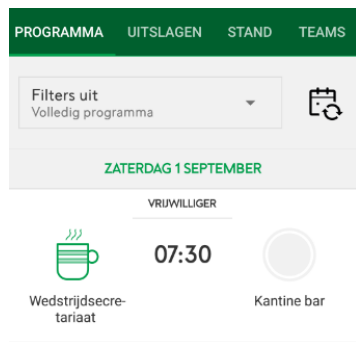 PROGRAMMA UITSLAGEN STAND TEAMS
Filters uit
Volledig programma
ZATERDAG 1 SEPTEMBER
VRIJWILLIGER
07:30
Wedstrijdsecre-
tariaat
Kantine bar